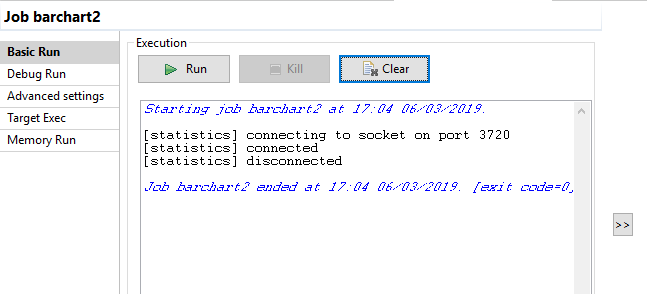 Job barchart2
Basic Run
Debug Run
Advanced settings
Target Exec
Memory Run
Execution
Run
Kill
Clear
Starting job barchart2 at 17:04 06/03/2019.
[statistics] connecting to socket on port 3720
[statistics] connected
[statistics] disconnected
Job barchart2 ended at 17:04 06/03/2019. [exit code=0]
>>